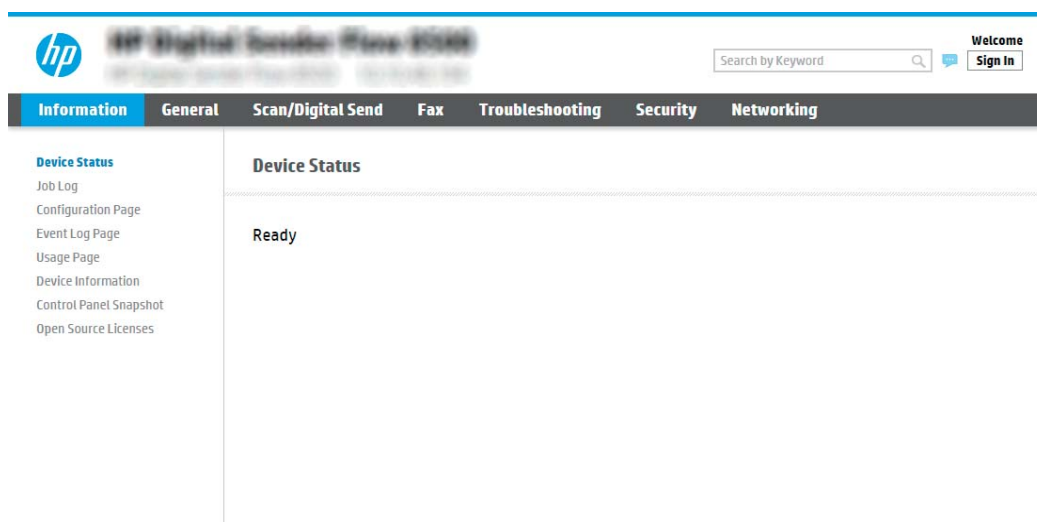 hp
Search by Keyword
Welcome
Sign In
Information General Scan/Digital Send Fax Troubleshooting Security Networking
Device Status
Job Log
Configuration Page
Event Log Page
Usage Page
Device Information
Control Panel Snapshot
Open Source Licenses
Device Status
Ready